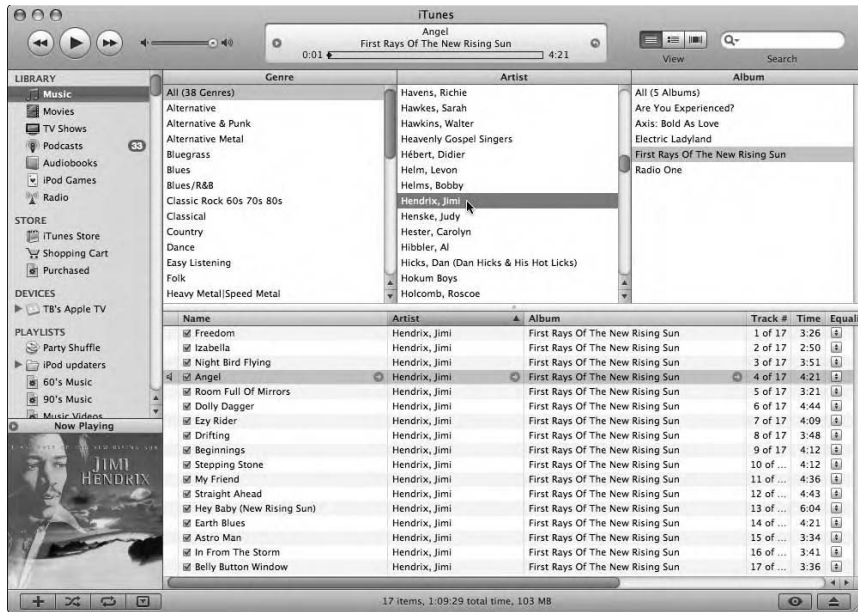 iTunes
Angel
First Rays Of The New Rising Sun
0:01 4:21
View Search
LIBRARY
Music
Movies
TV Shows
Podcasts 33
Audiobooks
iPod Games
Radio
STORE
iTunes Store
Shopping Cart
Purchased
DEVICES
TB's Apple TV
PLAYLISTS
Party Shuffle
iPod updaters
60's Music
90's Music
Music Videos
Now Playing
JIMI
HENDRIX
Genre
All (38 Genres)
Alternative
Alternative & Punk
Alternative Metal
Bluegrass
Blues
Blues/R&B
Classic Rock 60s 70s 80s
Classical
Country
Dance
Easy Listening
Folk
Heavy Metal|Speed Metal
Artist
Havens, Richie
Hawkes, Sarah
Hawkins, Walter
Heavenly Gospel Singers
Hébert, Didier
Helm, Levon
Helms, Bobby
Hendrix, Jimi
Henske, Judy
Hester, Carolyn
Hibbler, Al
Hicks, Dan (Dan Hicks & His Hot Licks)
Hokum Boys
Holcomb, Roscoe
Album
All (5 Albums)
Are You Experienced?
Axis: Bold As Love
Electric Ladyland
First Rays Of The New Rising Sun
Radio One
Name Artist Album Track # Time Equali
Freedom Hendrix, Jimi First Rays Of The New Rising Sun 1 of 17 3:26
Izabella Hendrix, Jimi First Rays Of The New Rising Sun 2 of 17 2:50
Night Bird Flying Hendrix, Jimi First Rays Of The New Rising Sun 3 of 17 3:51
Angel Hendrix, Jimi First Rays Of The New Rising Sun 4 of 17 4:21
Room Full Of Mirrors Hendrix, Jimi First Rays Of The New Rising Sun 5 of 17 3:21
Dolly Dagger Hendrix, Jimi First Rays Of The New Rising Sun 6 of 17 4:44
Ezy Rider Hendrix, Jimi First Rays Of The New Rising Sun 7 of 17 4:09
Drifting Hendrix, Jimi First Rays Of The New Rising Sun 8 of 17 3:48
Beginnings Hendrix, Jimi First Rays Of The New Rising Sun 9 of 17 4:12
Stepping Stone Hendrix, Jimi First Rays Of The New Rising Sun 10 of ... 4:12
My Friend Hendrix, Jimi First Rays Of The New Rising Sun 11 of ... 4:36
Straight Ahead Hendrix, Jimi First Rays Of The New Rising Sun 12 of ... 4:43
Hey Baby (New Rising Sun) Hendrix, Jimi First Rays Of The New Rising Sun 13 of ... 6:04
Earth Blues Hendrix, Jimi First Rays Of The New Rising Sun 14 of ... 4:21
Astro Man Hendrix, Jimi First Rays Of The New Rising Sun 15 of ... 3:34
In From The Storm Hendrix, Jimi First Rays Of The New Rising Sun 16 of ... 3:41
Belly Button Window Hendrix, Jimi First Rays Of The New Rising Sun 17 of ... 3:36
17 items, 1:09:29 total time, 103 MB